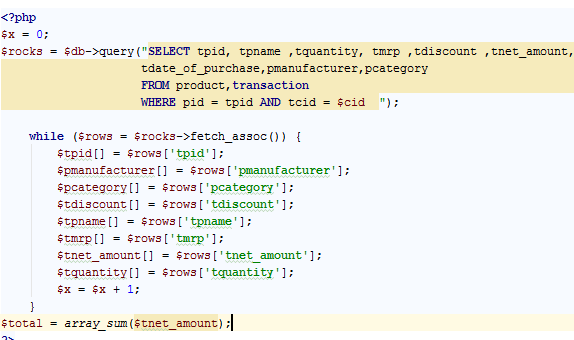 <?php
$x = 0;
$rocks = $db->query("SELECT tpid, tpname ,tquantity, tmrp ,tdiscount ,tnet_amount,
tdate_of_purchase,pmanufacturer,pcategory
FROM product,transaction
WHERE pid = tpid AND tcid = $cid  ");
while ($rows = $rocks->fetch_assoc()) {
$tpid[] = $rows['tpid'];
$pmanufacturer[] = $rows['pmanufacturer'];
$pcategory[] = $rows['pcategory'];
$tdiscount[] = $rows['tdiscount'];
$tpname[] = $rows['tpname'];
$tmrp[] = $rows['tmrp'];
$tnet_amount[] = $rows['tnet_amount'];
$tquantity[] = $rows['tquantity'];
$x = $x + 1;
}
$total = array_sum($tnet_amount);
?>